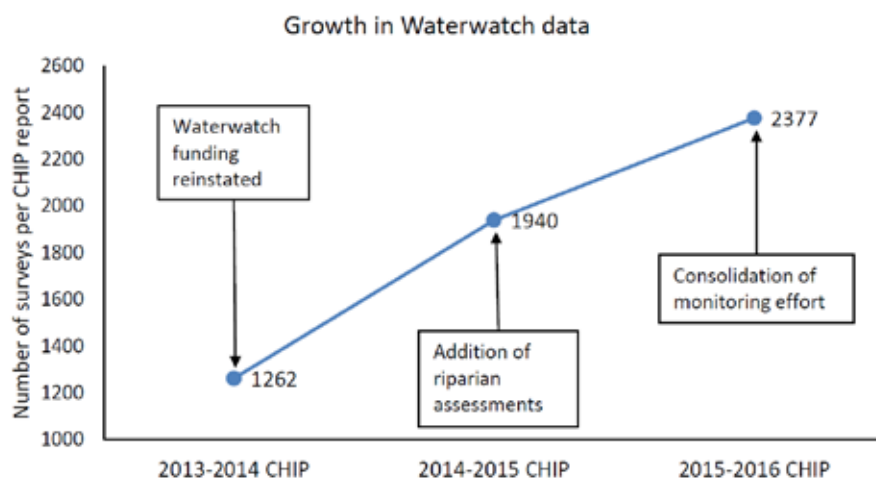 Growth in Waterwatch data
Number of surveys per CHIP report
2600
2400
2200
2000
1800
1600
1400
1200
1000
Waterwatch
funding
reinstated
1262
1940
Addition of
riparian
assessments
2377
Consolidation of
monitoring effort
2013-2014 CHIP
2014-2015 CHIP
2015-2016 CHIP